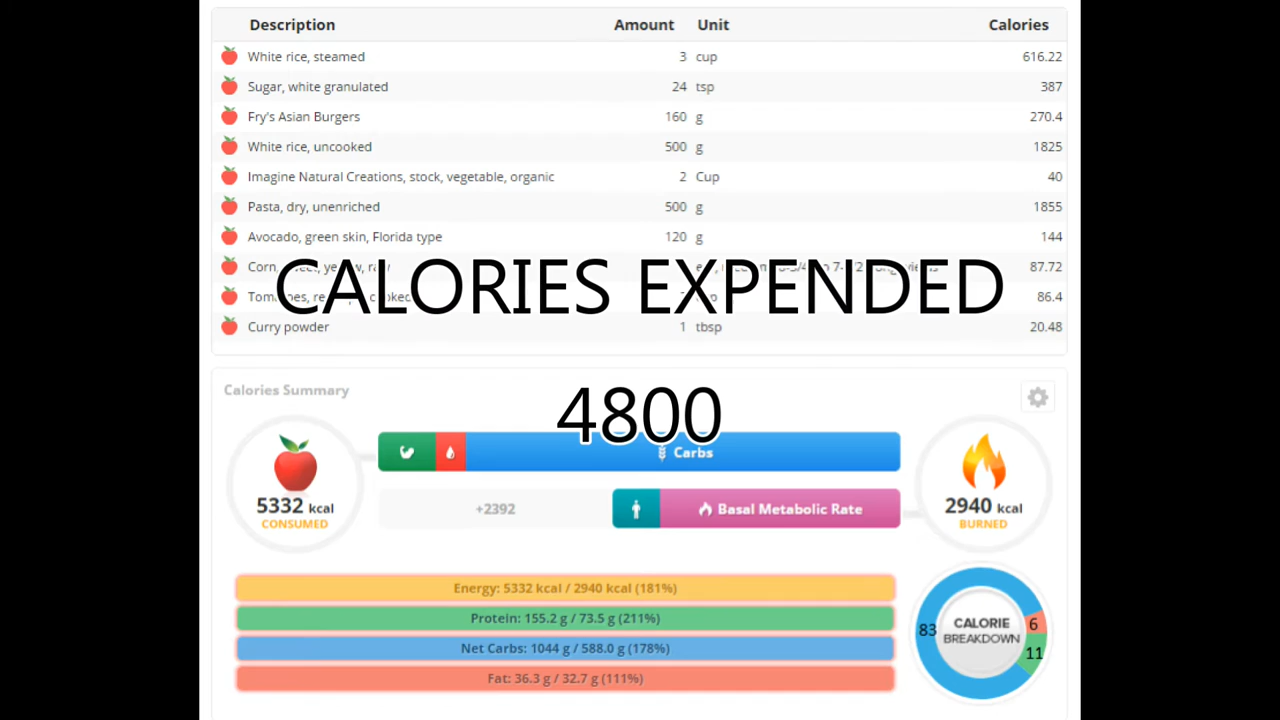 Description Amount Unit Calories
White rice, steamed 3 cup 616.22
Sugar, white granulated 24 tsp 387
Fry's Asian Burgers 160 g 270.4
White rice, uncooked 500 g 1825
Imagine Natural Creations, stock, vegetable, organic 2 Cup 40
Pasta, dry, unenriched 500 g 1855
Avocado, green skin, Florida type 120 g 144
Corn, 87.72
CALORIES EXPENDED
86.4
Curry powder 1 tbsp 20.48
Calories Summary
4800
Carbs
5332 kcal
CONSUMED
+2392
Basal Metabolic Rate
2940 kcal
BURNED
Energy: 5332 kcal / 2940 kcal (181%)
Protein: 155.2 g / 73.5 g (211%)
Net Carbs: 1044 g / 588.0 g (178%)
Fat: 36.3 g / 32.7 g (111%)
83
CALORIE
BREAKDOWN
6
11